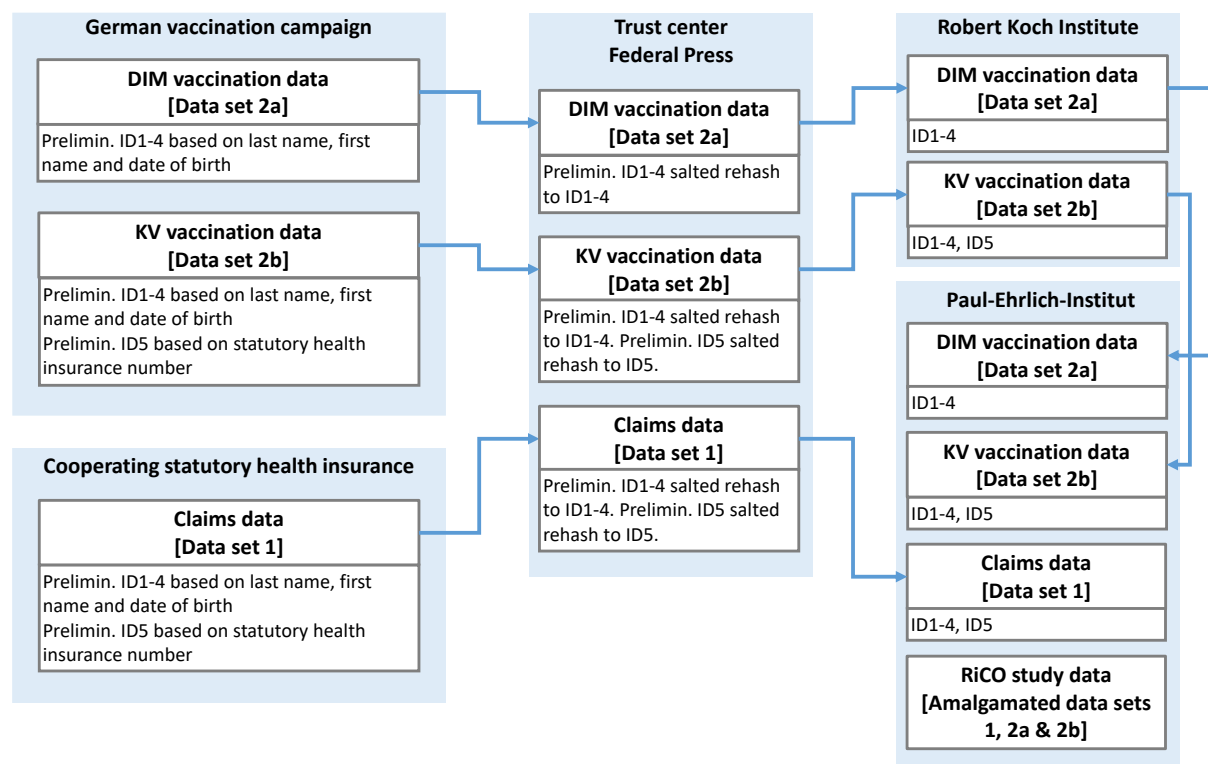 German vaccination campaign
DIM vaccination data
[Data set 2a]
Prelimin. ID1-4 based on last name, first
name and date of birth
KV vaccination data
[Data set 2b]
Prelimin. ID1-4 based on last name, first
name and date of birth
Prelimin. ID5 based on statutory health
insurance number
Cooperating statutory health insurance
Claims data
[Data set 1]
Prelimin. ID1-4 based on last name, first
name and date of birth
Prelimin. ID5 based on statutory health
insurance number
Trust center
Federal Press
DIM vaccination data
[Data set 2a]
Prelimin. ID1-4 salted rehash
to ID1-4
KV vaccination data
[Data set 2b]
Prelimin. ID1-4 salted rehash
to ID1-4. Prelimin. ID5 salted
rehash to ID5.
Claims data
[Data set 1]
Prelimin. ID1-4 salted rehash
to ID1-4. Prelimin. ID5 salted
rehash to ID5.
Robert Koch Institute
DIM vaccination data
[Data set 2a]
ID1-4
KV vaccination data
[Data set 2b]
ID1-4, ID5
Paul-Ehrlich-Institut
DIM vaccination data
[Data set 2a]
ID1-4
KV vaccination data
[Data set 2b]
ID1-4, ID5
Claims data
[Data set 1]
ID1-4, ID5
RiCO study data
[Amalgamated data sets
1, 2a & 2b]